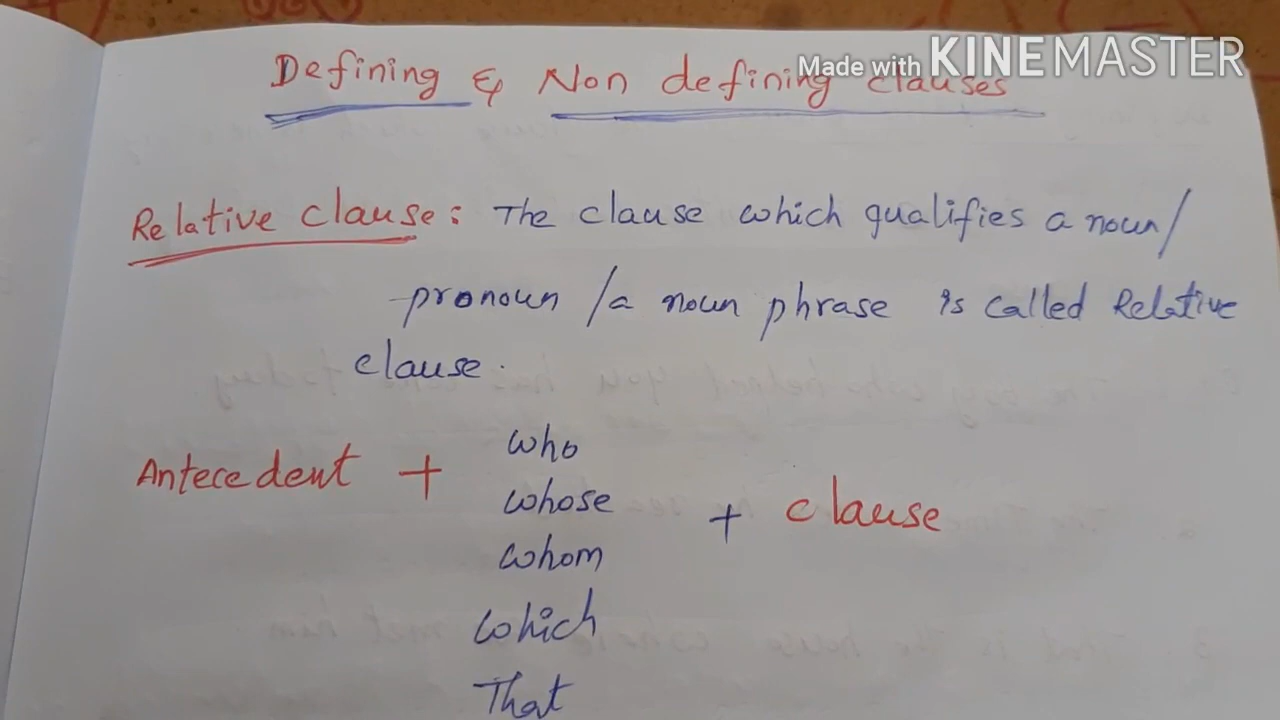 Made with KINEMASTER
Defining & Non defining clauses
Relative clause: The clause which qualifies a noun/
pronoun /a noun phrase is called Relative
clause.
Antecedent + who
whose
+ clause
whom
which
That